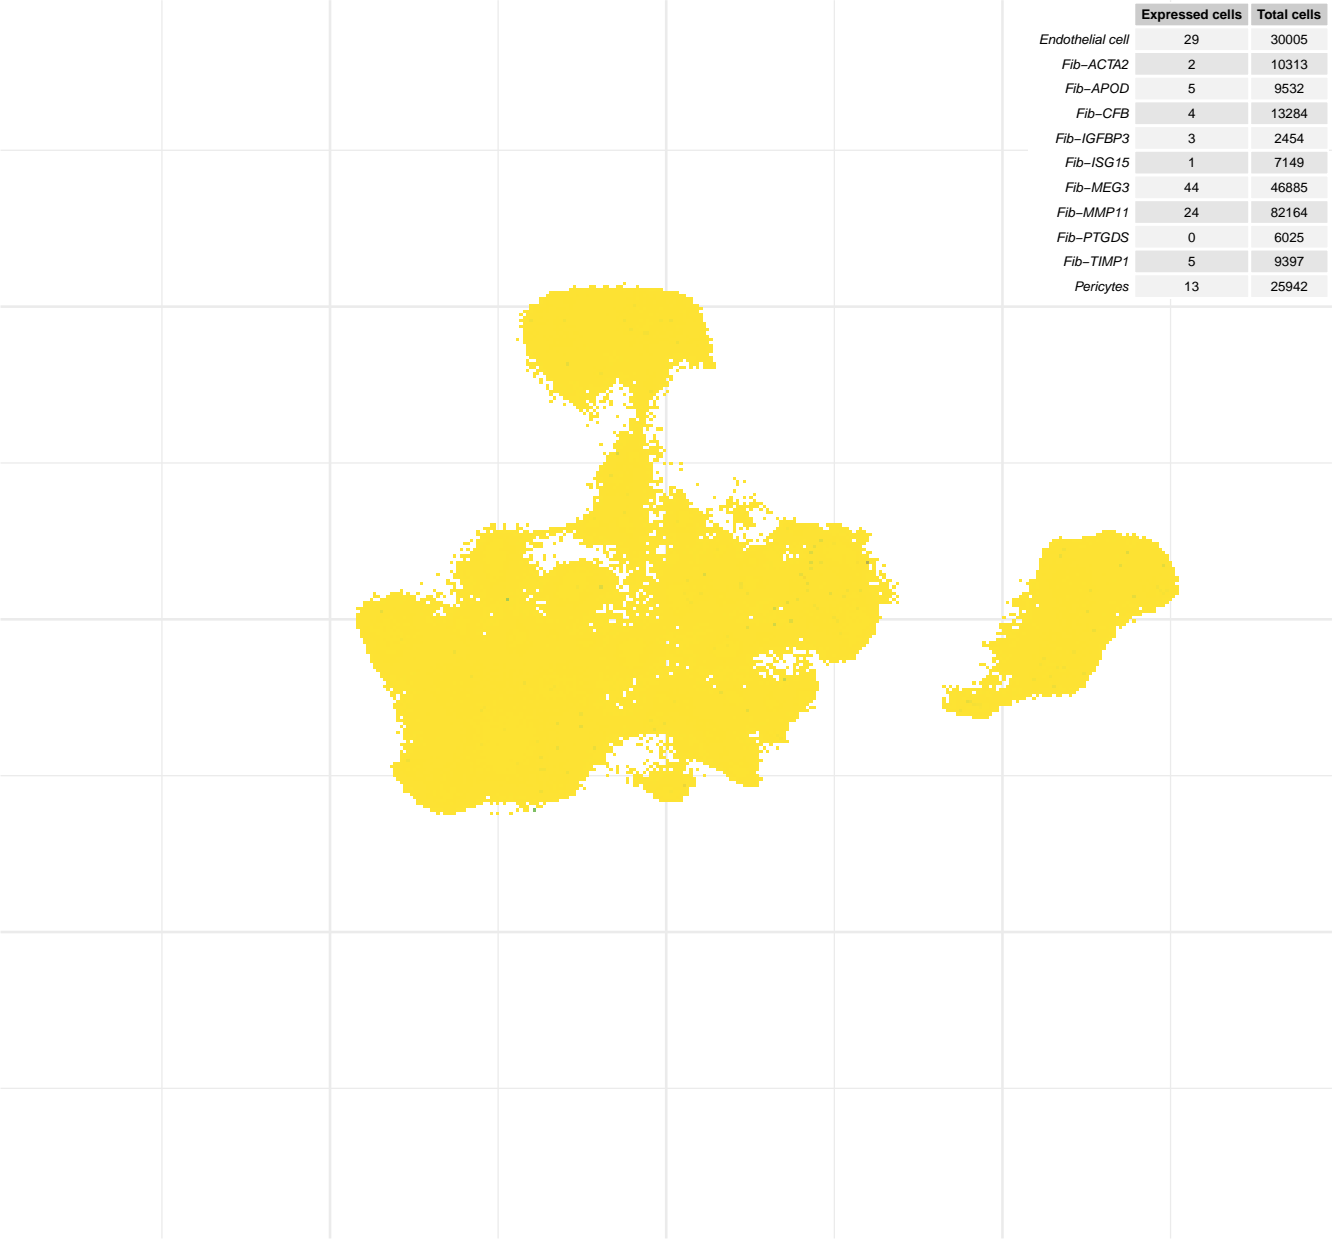 Expressed cells Total cells
Endothelial cell 29 30005
Fib−ACTA2 2 10313
Fib−APOD 5 9532
Fib−CFB 4 13284
Fib−IGFBP3 3 2454
Fib−ISG15 1 7149
Fib−MEG3 44 46885
Fib−MMP11 24 82164
Fib−PTGDS 0 6025
Fib−TIMP1 5 9397
Pericytes 13 25942